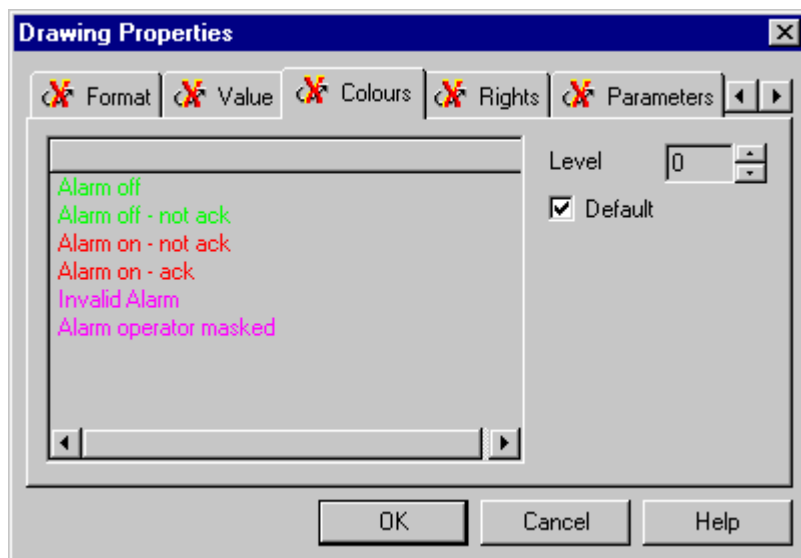 Drawing Properties
Format Value Colours Rights Parameters
Level 0
Default
Alarm off
Alarm off - not ack
Alarm on - not ack
Alarm on - ack
Invalid Alarm
Alarm operator masked
OK Cancel Help